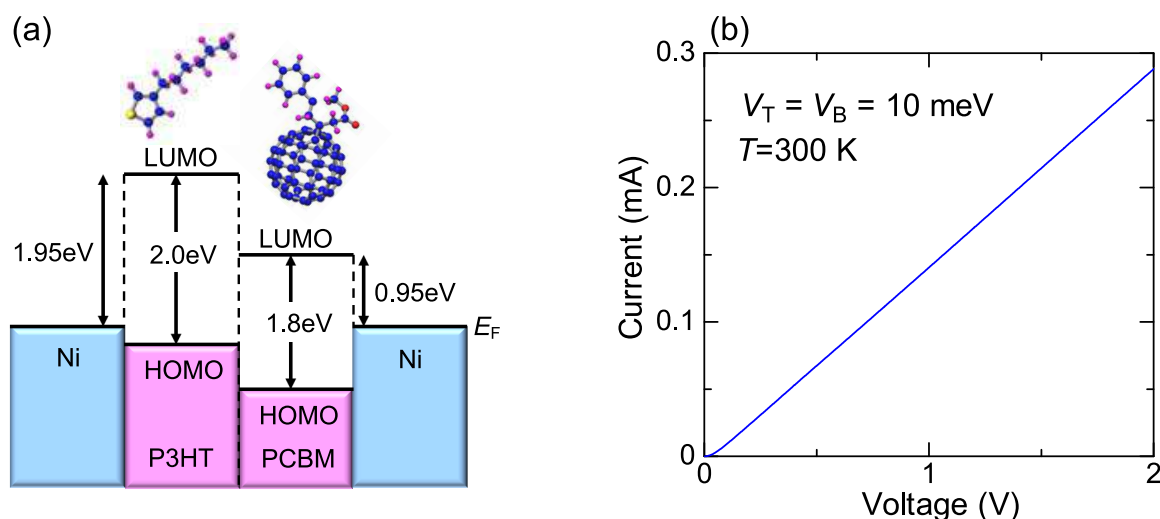 (a)
LUMO
LUMO
1.95eV
2.0eV
0.95eV
1.8eV
E_F
Ni
HOMO
Ni
HOMO
P3HT
PCBM
(b)
V_T = V_B = 10 meV
T=300 K
Current (mA)
0.3
0.2
0.1
0
0
1
2
Voltage (V)